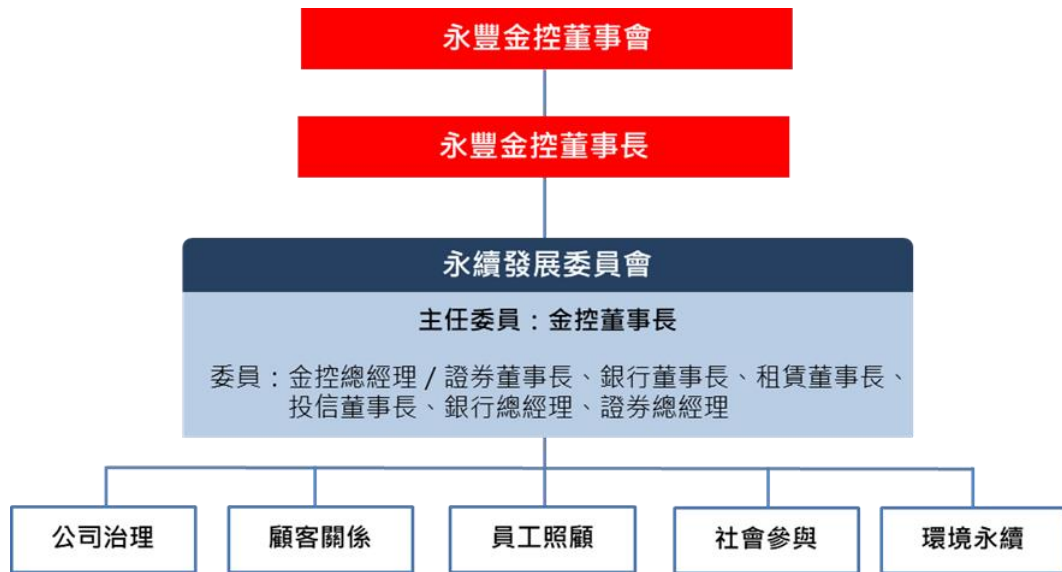 永豐金控董事會
永豐金控董事長
永續發展委員會
主任委員：金控董事長
委員：金控總經理 / 證券董事長、銀行董事長、租賃董事長、
投信董事長、銀行總經理、證券總經理
公司治理
顧客關係
員工照顧
社會參與
環境永續